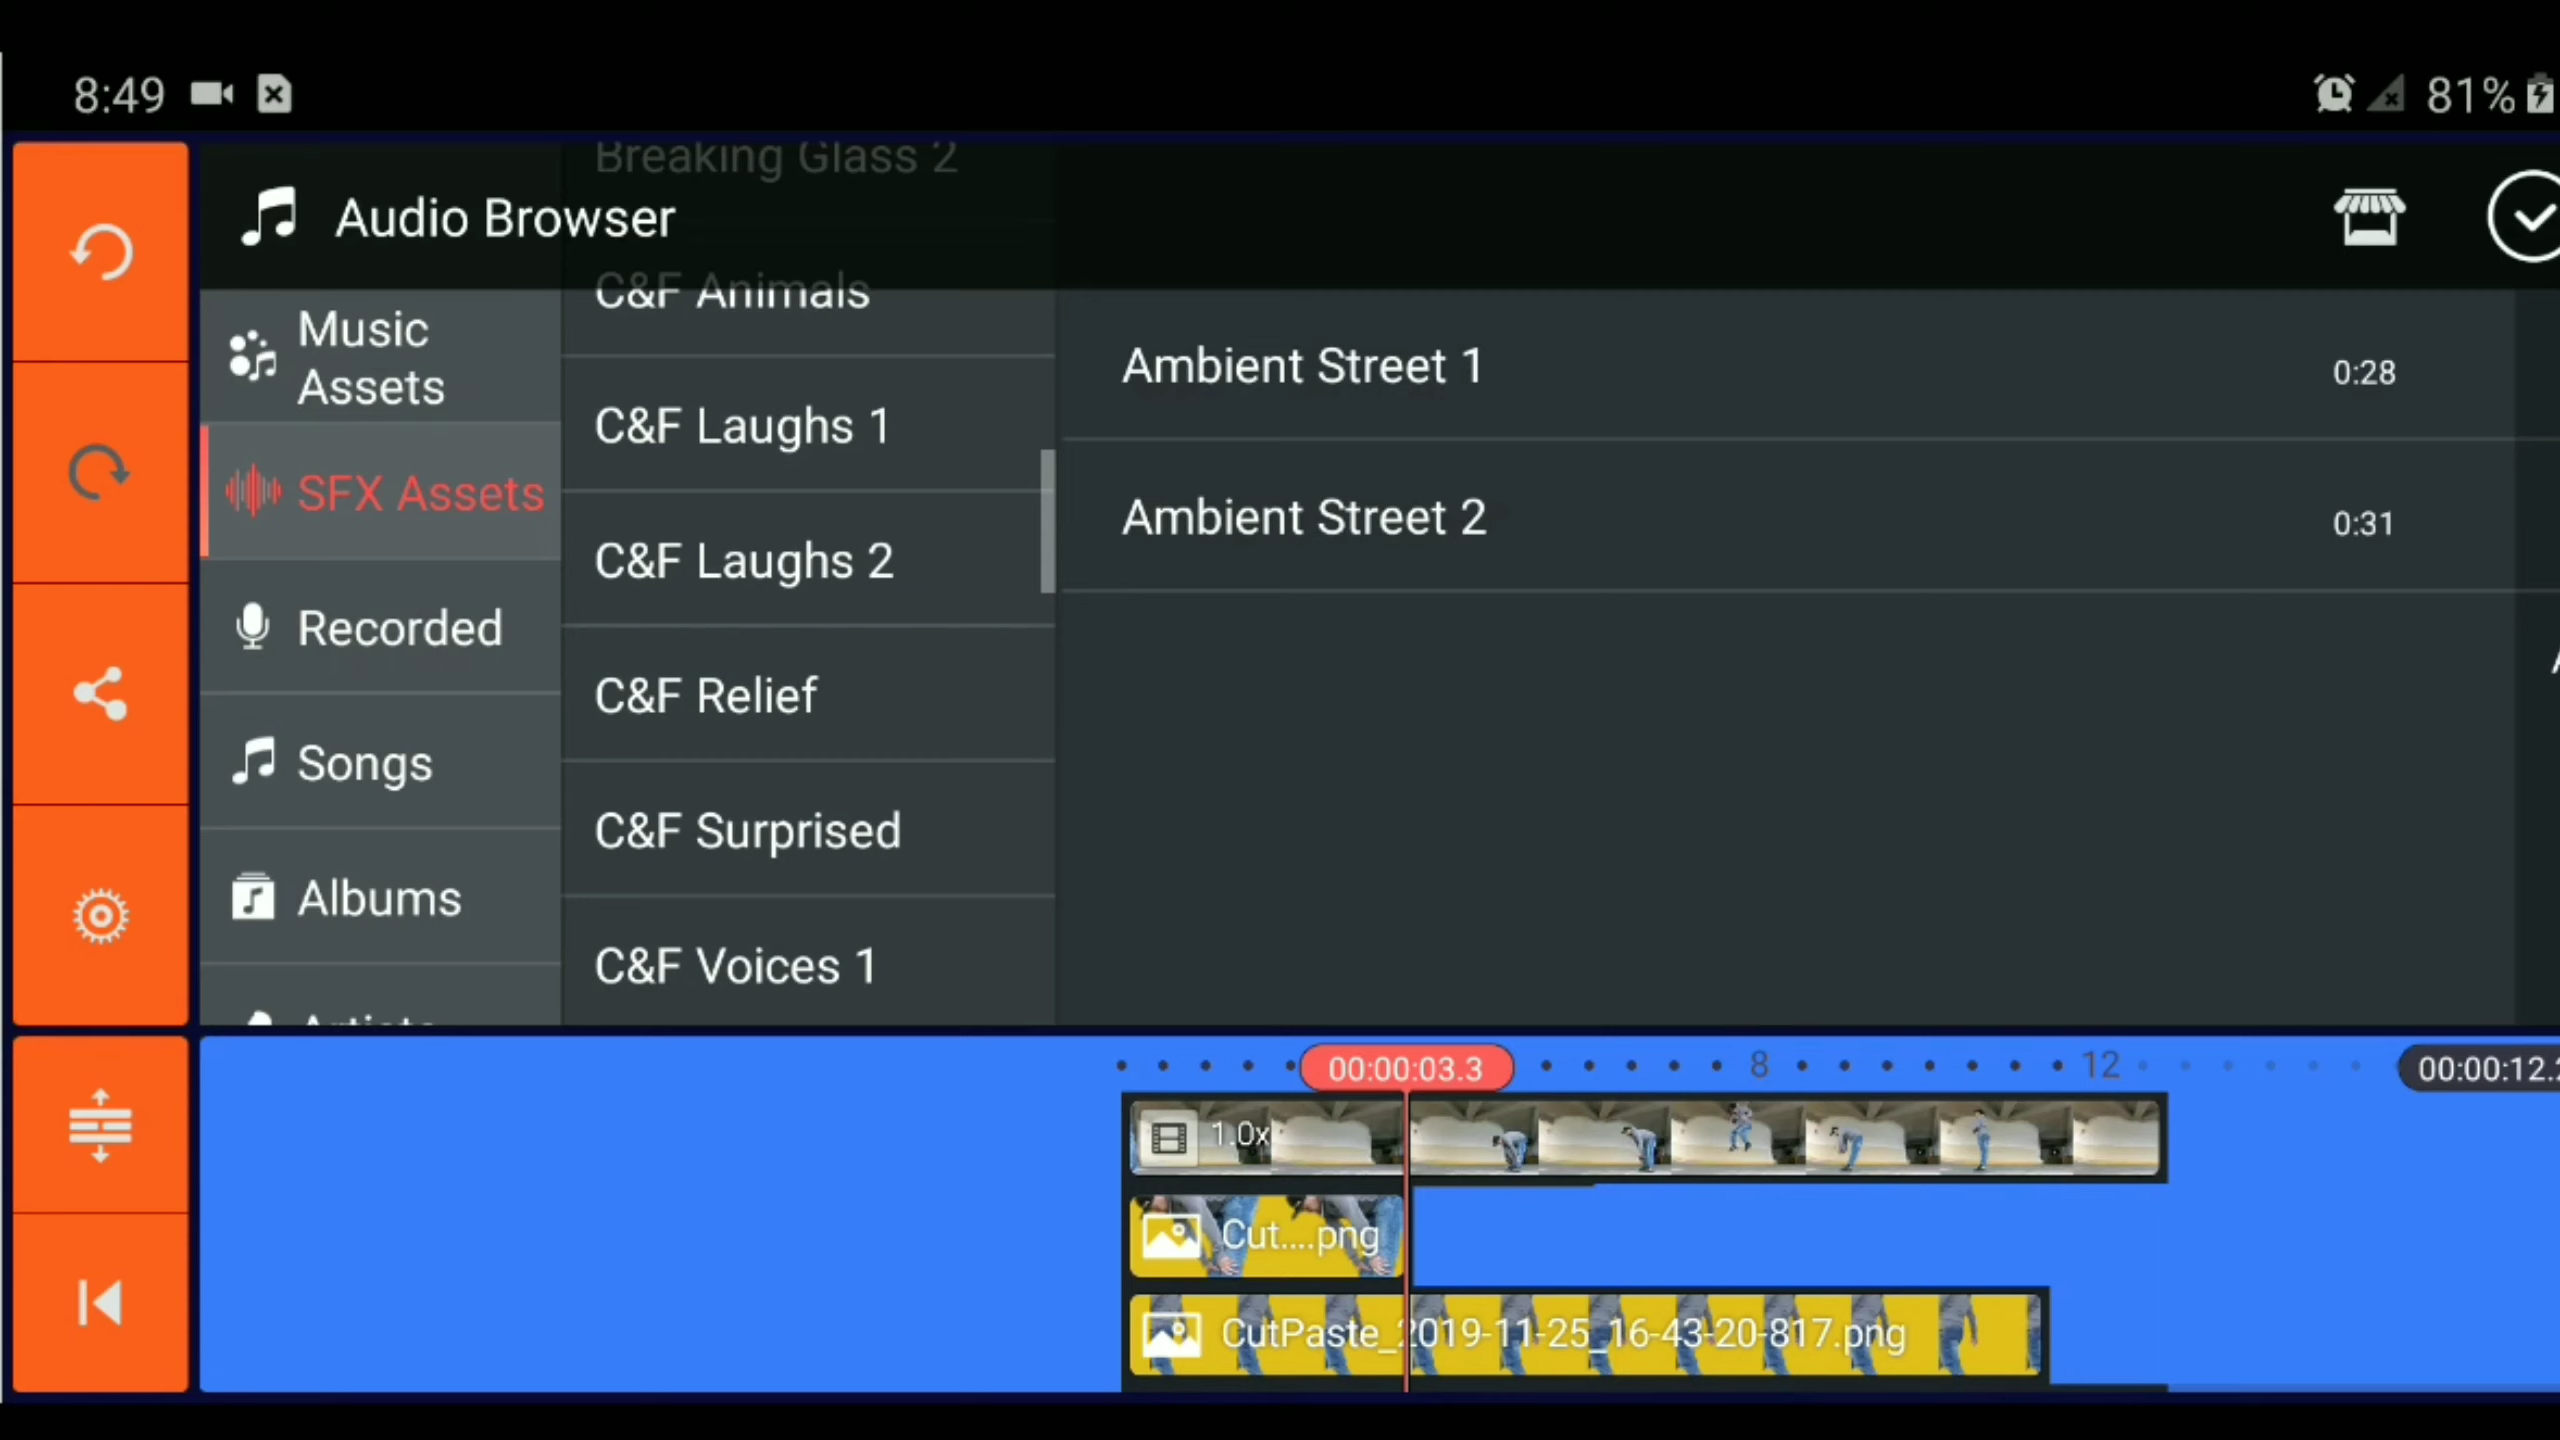 8:49
81%
Breaking Glass 2
Audio Browser
C&F Animals
Music
Assets
SFX Assets
Recorded
Songs
Albums
C&F Laughs 1
C&F Laughs 2
C&F Relief
C&F Surprised
C&F Voices 1
Ambient Street 1
0:28
Ambient Street 2
0:31
00:00:03.3
8
12
00:00:12.2
1.0x
Cut....png
CutPaste_2019-11-25_16-43-20-817.png